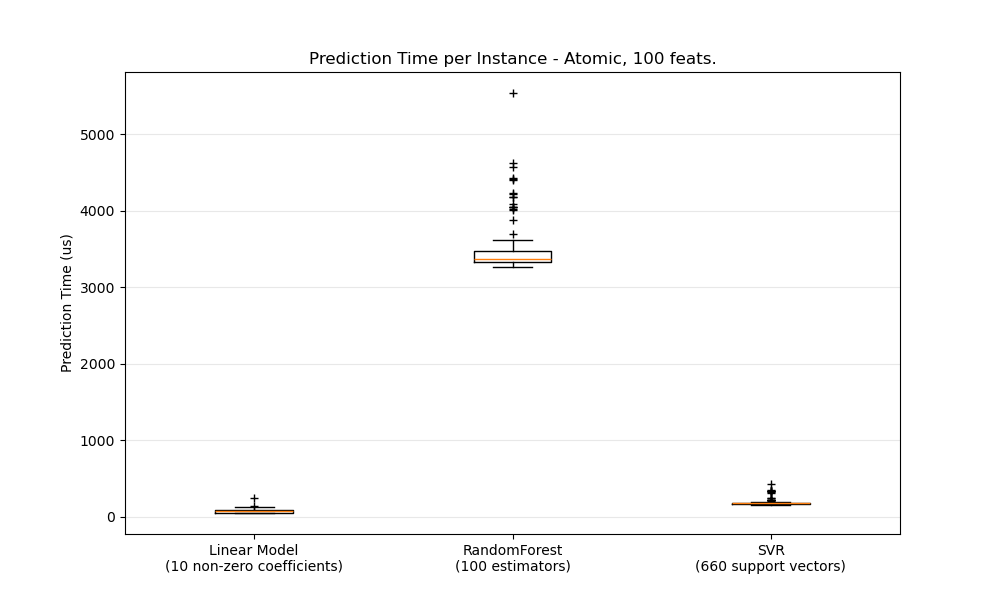 Prediction Time per Instance - Atomic, 100 feats.
Prediction Time (us)
5000
4000
3000
2000
1000
0
Linear Model
(10 non-zero coefficients)
RandomForest
(100 estimators)
SVR
(660 support vectors)